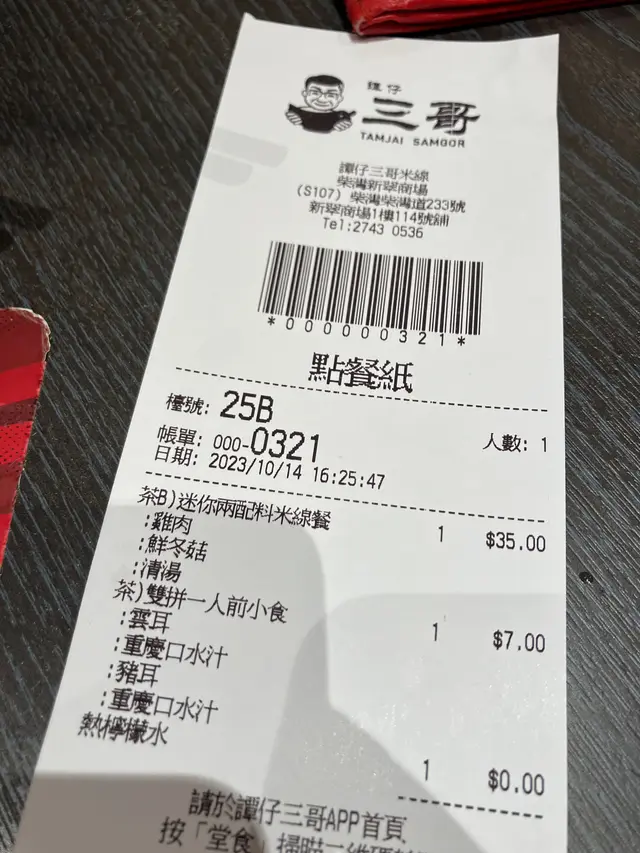 譚仔
三哥
TAMJAI SAMGOR
譚仔三哥米線
柴灣新翠商場
(S107) 柴灣柴灣道233號
新翠商場1樓114號舖
Tel:2743 0536
*000000321*
點餐紙
檯號: 25B 人數: 1
帳單: 000-0321
日期: 2023/10/14 16:25:47
茶B)迷你兩配料米線餐 1 $35.00
:雞肉
:鮮冬菇
:清湯
茶)雙拼一人前小食 1 $7.00
:雲耳
:重慶口水汁
:豬耳
:重慶口水汁
熱檸檬水 1 $0.00
請於譚仔三哥APP首頁
按「堂食」掃瞄二維碼